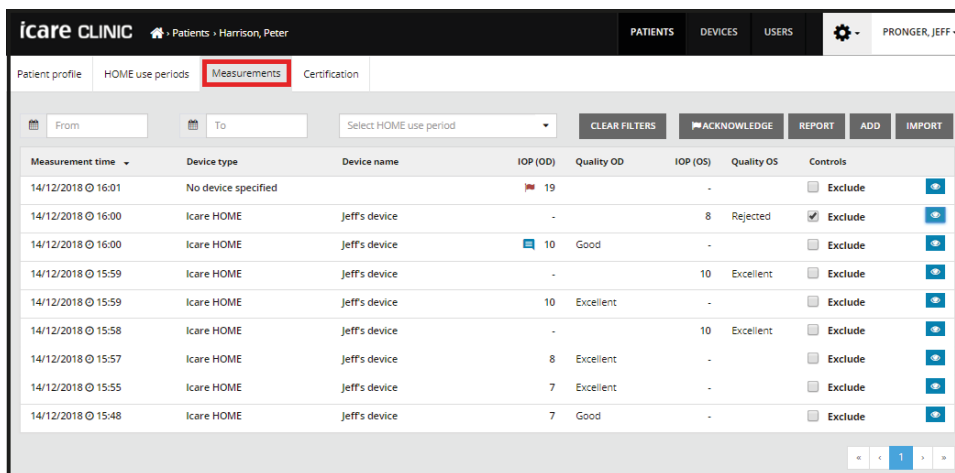 icare CLINIC › Patients › Harrison, Peter PATIENTS DEVICES USERS PRONGER, JEFF
Patient profile HOME use periods Measurements Certification
From To Select HOME use period CLEAR FILTERS ACKNOWLEDGE REPORT ADD IMPORT
Measurement time Device type Device name IOP (OD) Quality OD IOP (OS) Quality OS Controls
14/12/2018 16:01 No device specified 19 - Exclude
14/12/2018 16:00 Icare HOME Jeff's device - 8 Rejected Exclude
14/12/2018 16:00 Icare HOME Jeff's device 10 Good - Exclude
14/12/2018 15:59 Icare HOME Jeff's device - 10 Excellent Exclude
14/12/2018 15:59 Icare HOME Jeff's device 10 Excellent - Exclude
14/12/2018 15:58 Icare HOME Jeff's device - 10 Excellent Exclude
14/12/2018 15:57 Icare HOME Jeff's device 8 Excellent - Exclude
14/12/2018 15:55 Icare HOME Jeff's device 7 Excellent - Exclude
14/12/2018 15:48 Icare HOME Jeff's device 7 Good - Exclude
« ‹ 1 › »